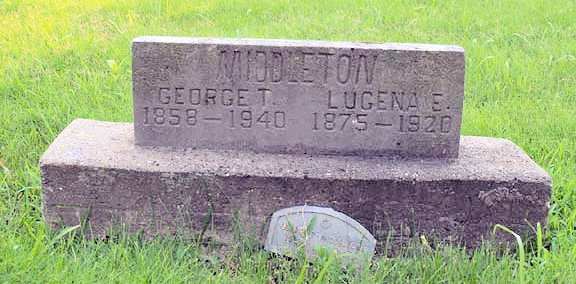 MIDDLETON
GEORGE T. LUGENA E.
1858–1940 1875–1920